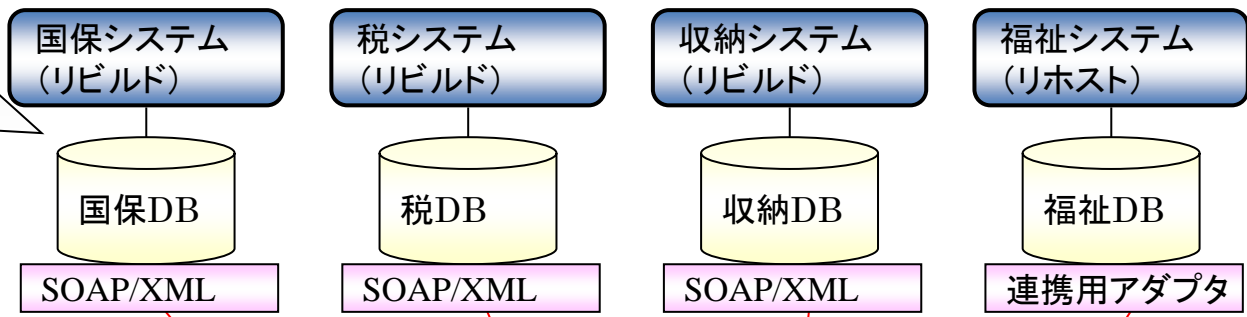 国保システム
（リビルド）
税システム
（リビルド）
収納システム
（リビルド）
福祉システム
（リホスト）
国保DB
税DB
収納DB
福祉DB
SOAP/XML
SOAP/XML
SOAP/XML
連携用アダプタ